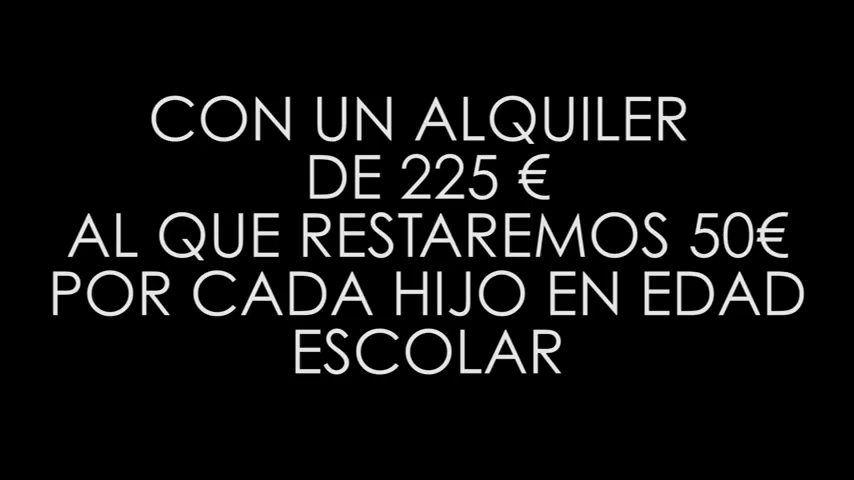 CON UN ALQUILER
DE 225 €
AL QUE RESTAREMOS 50€
POR CADA HIJO EN EDAD
ESCOLAR